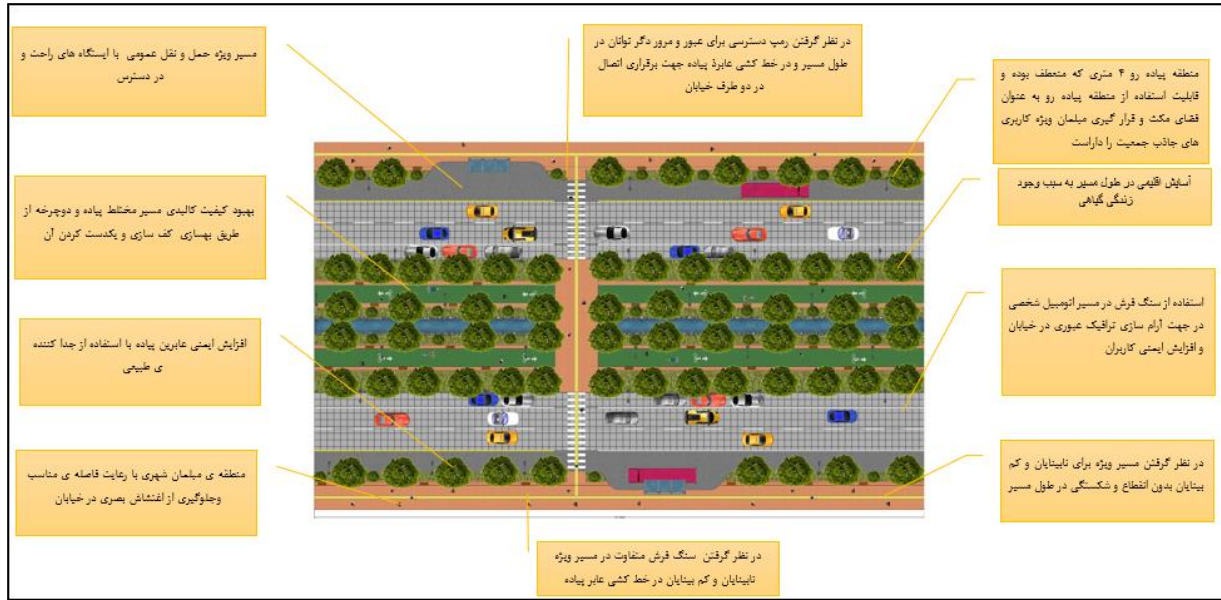 مسیر ویژه حمل و نقل عمومی با ایستگاه های راحت و
در دسترس
در نظر گرفتن رمپ دسترسی برای عبور و مرور دگر توانان در
طول مسیر و در خط کشی عابرۀ پیاده جهت برقراری اتصال
در دو طرف خیابان
منطقه پیاده رو ۴ متری که منعطف بوده و
قابلیت استفاده از منطقه پیاده رو به عنوان
فضای مکث و قرار گیری مبلمان ویژه کاربری
های جاذب جمعیت را داراست
آسایش اقلیمی در طول مسیر به سبب وجود
زندگی گیاهی
بهبود کیفیت کالبدی مسیر مختلط پیاده و دوچرخه از
طریق بهسازی کف سازی و یکدست کردن آن
استفاده از سنگ فرش در مسیر اتومبیل شخصی
در جهت آرام سازی ترافیک عبوری در خیابان
و افزایش ایمنی کاربران
افزایش ایمنی عابرین پیاده با استفاده از جدا کننده
ی طبیعی
منطقه ی مبلمان شهری با رعایت فاصله ی مناسب
وجلوگیری از اغتشاش بصری در خیابان
در نظر گرفتن مسیر ویژه برای نابینایان و کم
بینایان بدون انقطاع و شکستگی در طول مسیر
در نظر گرفتن سنگ فرش متفاوت در مسیر ویژه
نابینایان و کم بینایان در خط کشی عابر پیاده